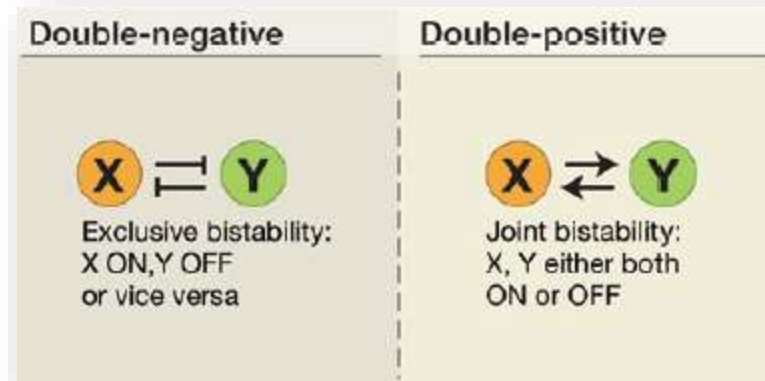 Double-negative
X Y
Exclusive bistability:
X ON,Y OFF
or vice versa
Double-positive
X Y
Joint bistability:
X, Y either both
ON or OFF